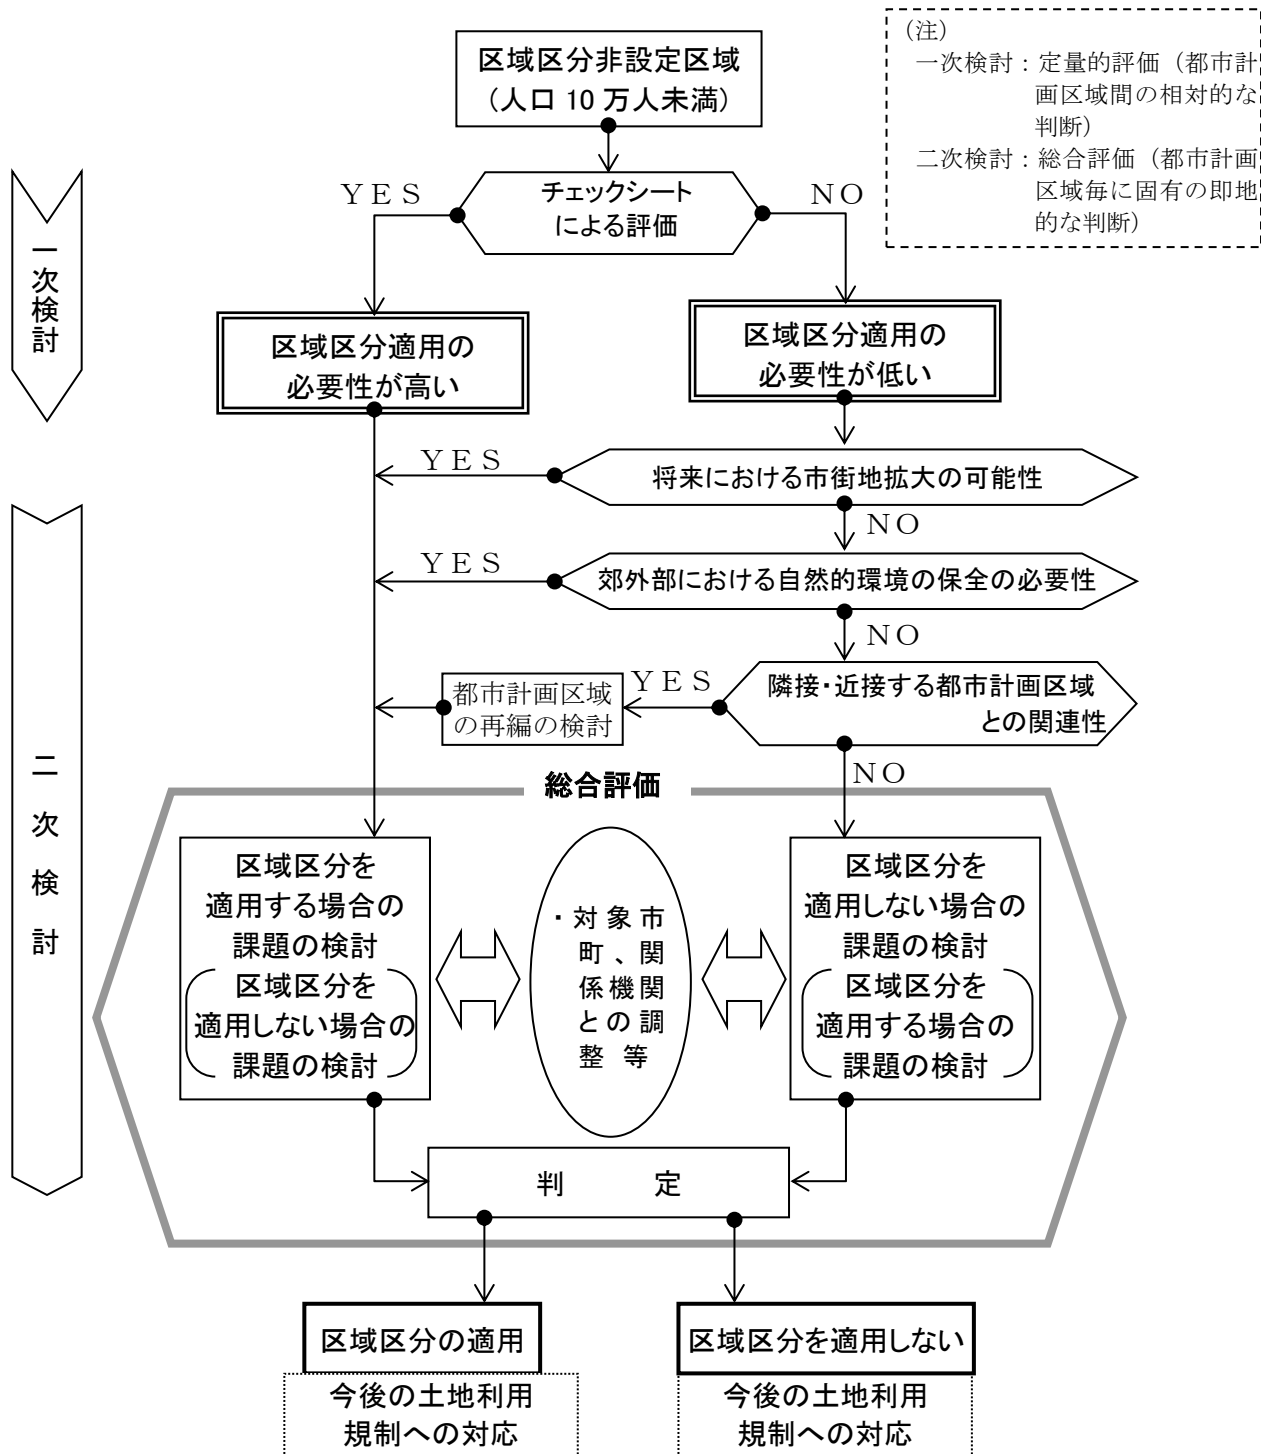 区域区分非設定区域
(人口 10 万人未満)
(注)
一次検討：定量的評価（都市計
画区域間の相対的な
判断）
二次検討：総合評価（都市計画
区域毎に固有の即地
的な判断）
一次検討
YES
チェックシート
による評価
NO
区域区分適用の
必要性が高い
区域区分適用の
必要性が低い
YES
将来における市街地拡大の可能性
NO
YES
郊外部における自然的環境の保全の必要性
NO
都市計画区域
の再編の検討
YES
隣接・近接する都市計画区域
との関連性
NO
二次検討
総合評価
区域区分を
適用する場合の
課題の検討
区域区分を
適用しない場合の
課題の検討
・対象市
町、関
係機関
との調
整等
区域区分を
適用しない場合の
課題の検討
区域区分を
適用する場合の
課題の検討
判定
区域区分の適用
今後の土地利用
規制への対応
区域区分を適用しない
今後の土地利用
規制への対応